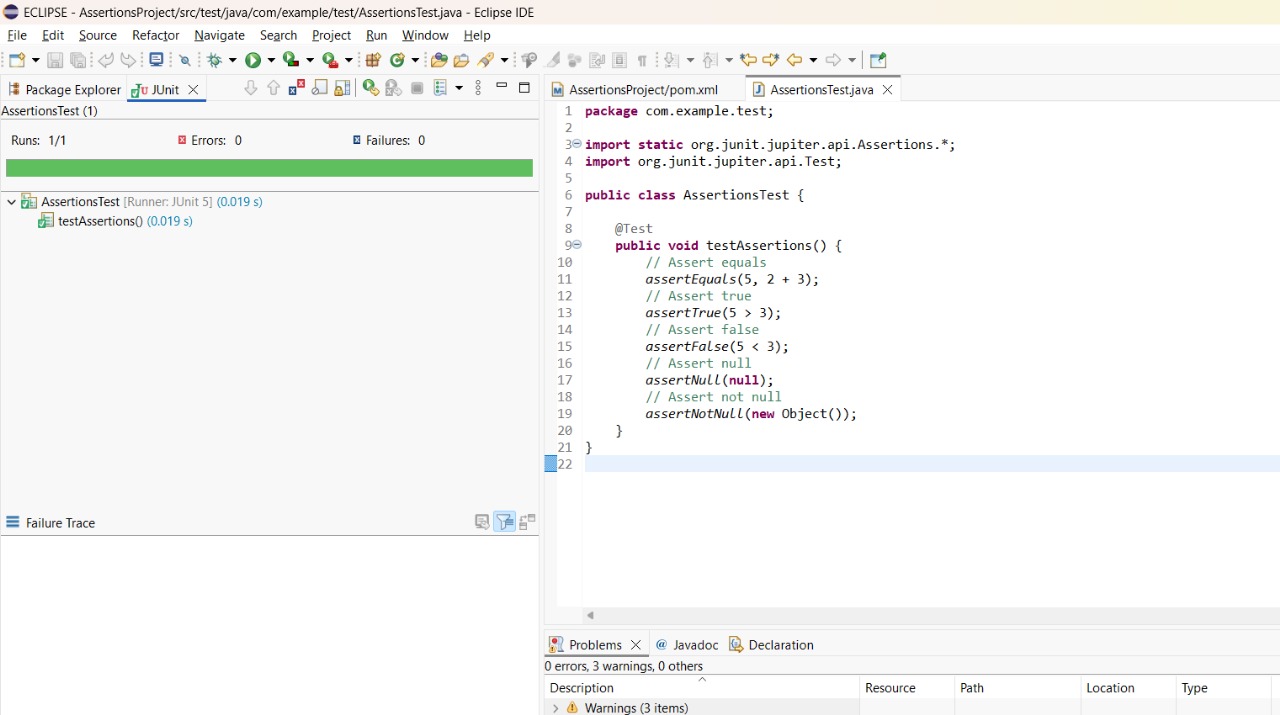 ECLIPSE - AssertionsProject/src/test/java/com/example/test/AssertionsTest.java - Eclipse IDE
File Edit Source Refactor Navigate Search Project Run Window Help
Package Explorer JUnit
AssertionsTest (1)
Runs: 1/1 Errors: 0 Failures: 0
AssertionsTest [Runner: JUnit 5] (0.019 s)
testAssertions() (0.019 s)
Failure Trace
AssertionsProject/pom.xml AssertionsTest.java
1 package com.example.test;
2
3 import static org.junit.jupiter.api.Assertions.*;
4 import org.junit.jupiter.api.Test;
5
6 public class AssertionsTest {
7
8 @Test
9 public void testAssertions() {
10 // Assert equals
11 assertEquals(5, 2 + 3);
12 // Assert true
13 assertTrue(5 > 3);
14 // Assert false
15 assertFalse(5 < 3);
16 // Assert null
17 assertNull(null);
18 // Assert not null
19 assertNotNull(new Object());
20 }
21 }
22
Problems Javadoc Declaration
0 errors, 3 warnings, 0 others
Description Resource Path Location Type
Warnings (3 items)